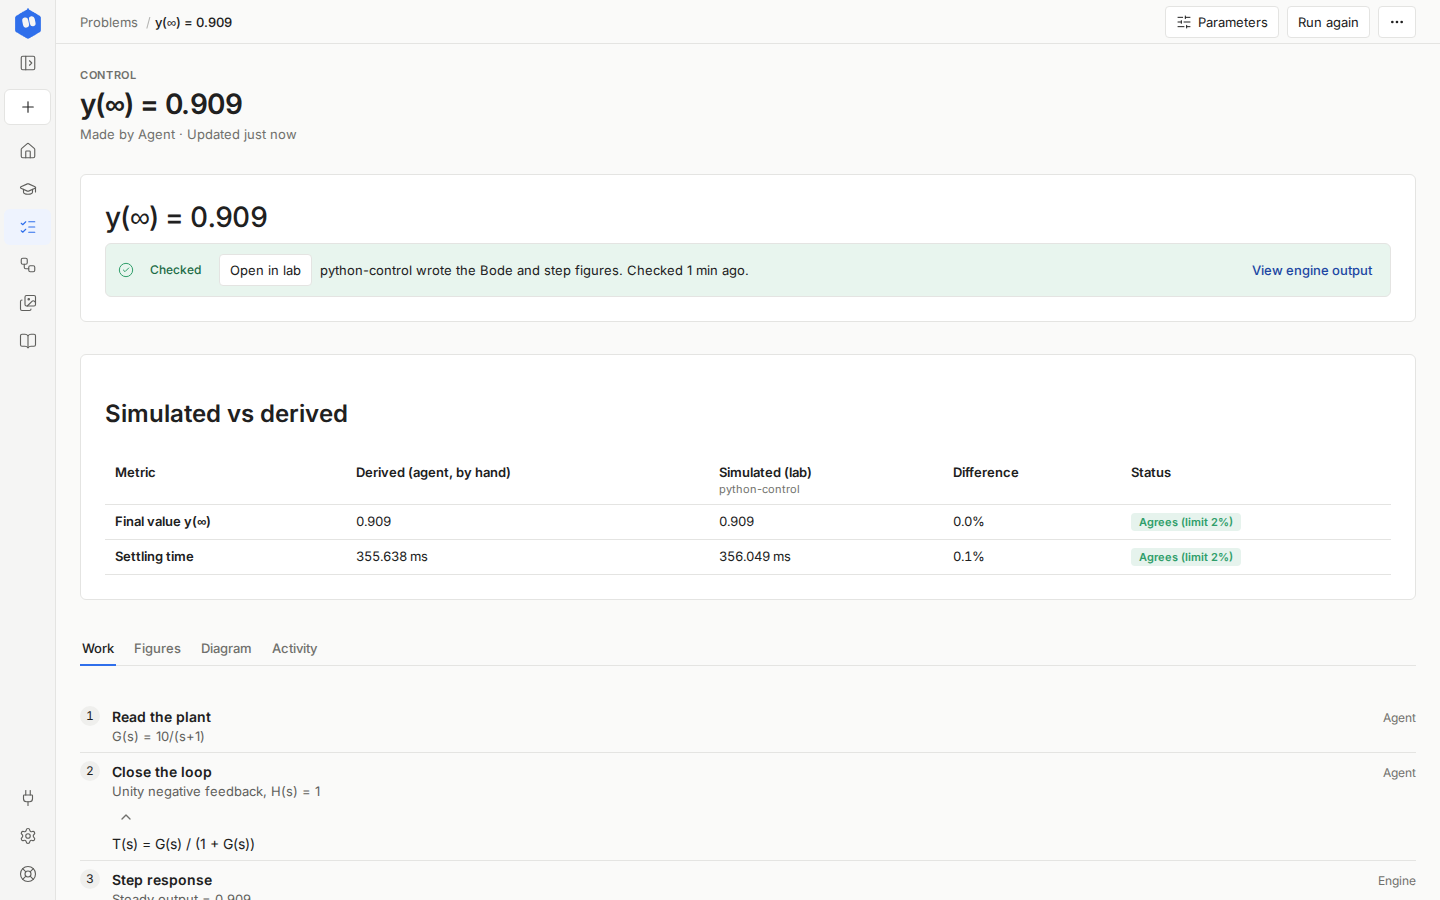 Problems / y(∞) = 0.909
Parameters
Run again
CONTROL
y(∞) = 0.909
Made by Agent · Updated just now
y(∞) = 0.909
Checked
Open in lab
python-control wrote the Bode and step figures. Checked 1 min ago.
View engine output
Simulated vs derived
Metric Derived (agent, by hand) Simulated (lab) Difference Status
python-control
Final value y(∞) 0.909 0.909 0.0% Agrees (limit 2%)
Settling time 355.638 ms 356.049 ms 0.1% Agrees (limit 2%)
Work Figures Diagram Activity
1 Read the plant Agent
G(s) = 10/(s+1)
2 Close the loop Agent
Unity negative feedback, H(s) = 1
T(s) = G(s) / (1 + G(s))
3 Step response Engine
Steady output = 0.909